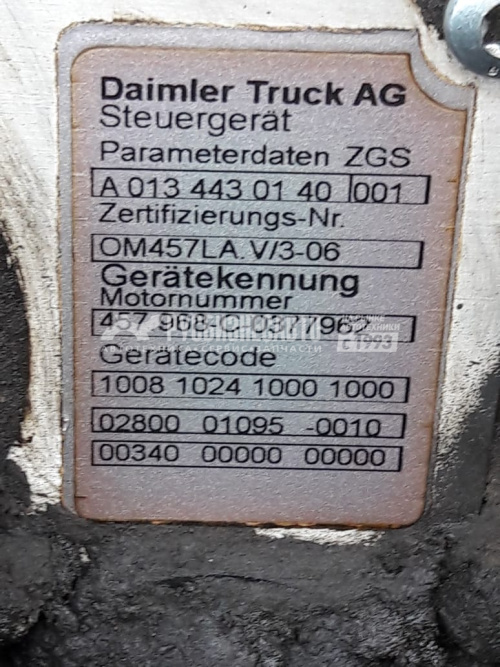 Daimler Truck AG
Steuergerät
Parameterdaten ZGS
A 013 443 01 40 001
Zertifizierungs-Nr.
OM457LA.V/3-06
Gerätekennung
Motornummer
457 968
С 1993
Gerätecode
1008 1024 1000 1000
02800 01095 -0010
00340 00000 00000